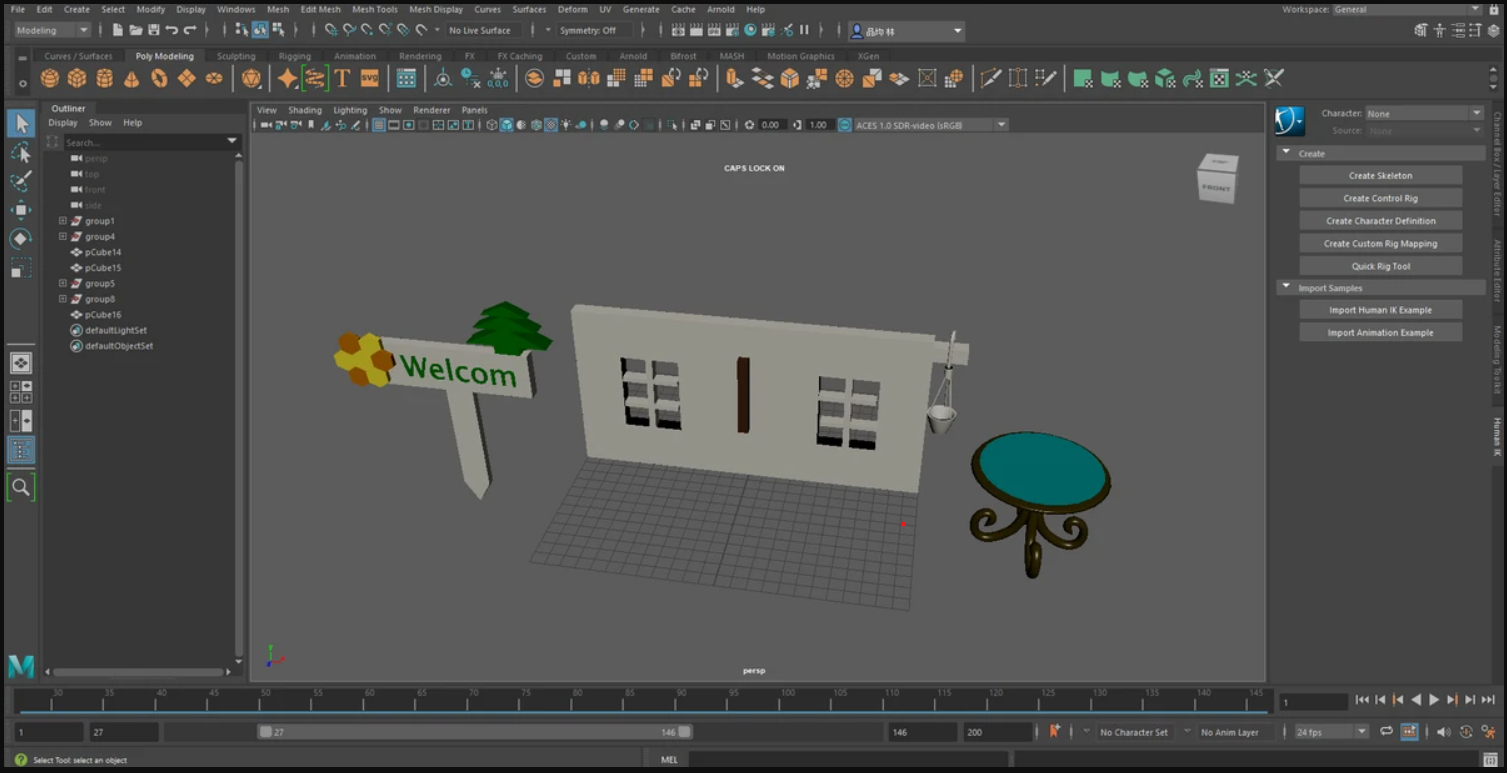 File Edit Create Select Modify Display Windows Mesh Edit Mesh Mesh Tools Mesh Display Curves Surfaces Deform UV Generate Cache Arnold Help Workspace: General
Modeling No Live Surface Symmetry: Off 品均 林
Curves / Surfaces Poly Modeling Sculpting Rigging Animation Rendering FX FX Caching Custom Arnold Bifrost MASH Motion Graphics XGen
T SVG
Outliner
Display Show Help
Search...
persp
top
front
side
group1
group4
pCube14
pCube15
group5
group8
pCube16
defaultLightSet
defaultObjectSet
View Shading Lighting Show Renderer Panels
0.00 1.00 ACES 1.0 SDR-video (sRGB)
CAPS LOCK ON
FRONT
Welcom
persp
Character: None
Source: None
Create
Create Skeleton
Create Control Rig
Create Character Definition
Create Custom Rig Mapping
Quick Rig Tool
Import Samples
Import Human IK Example
Import Animation Example
Channel Box / Layer Editor
Attribute Editor
Modeling Toolkit
Human IK
30 35 40 45 50 55 60 65 70 75 80 85 90 95 100 105 110 115 120 125 130 135 140 145 1
1 27 27 146 146 200 No Character Set No Anim Layer 24 fps
Select Tool: select an object MEL